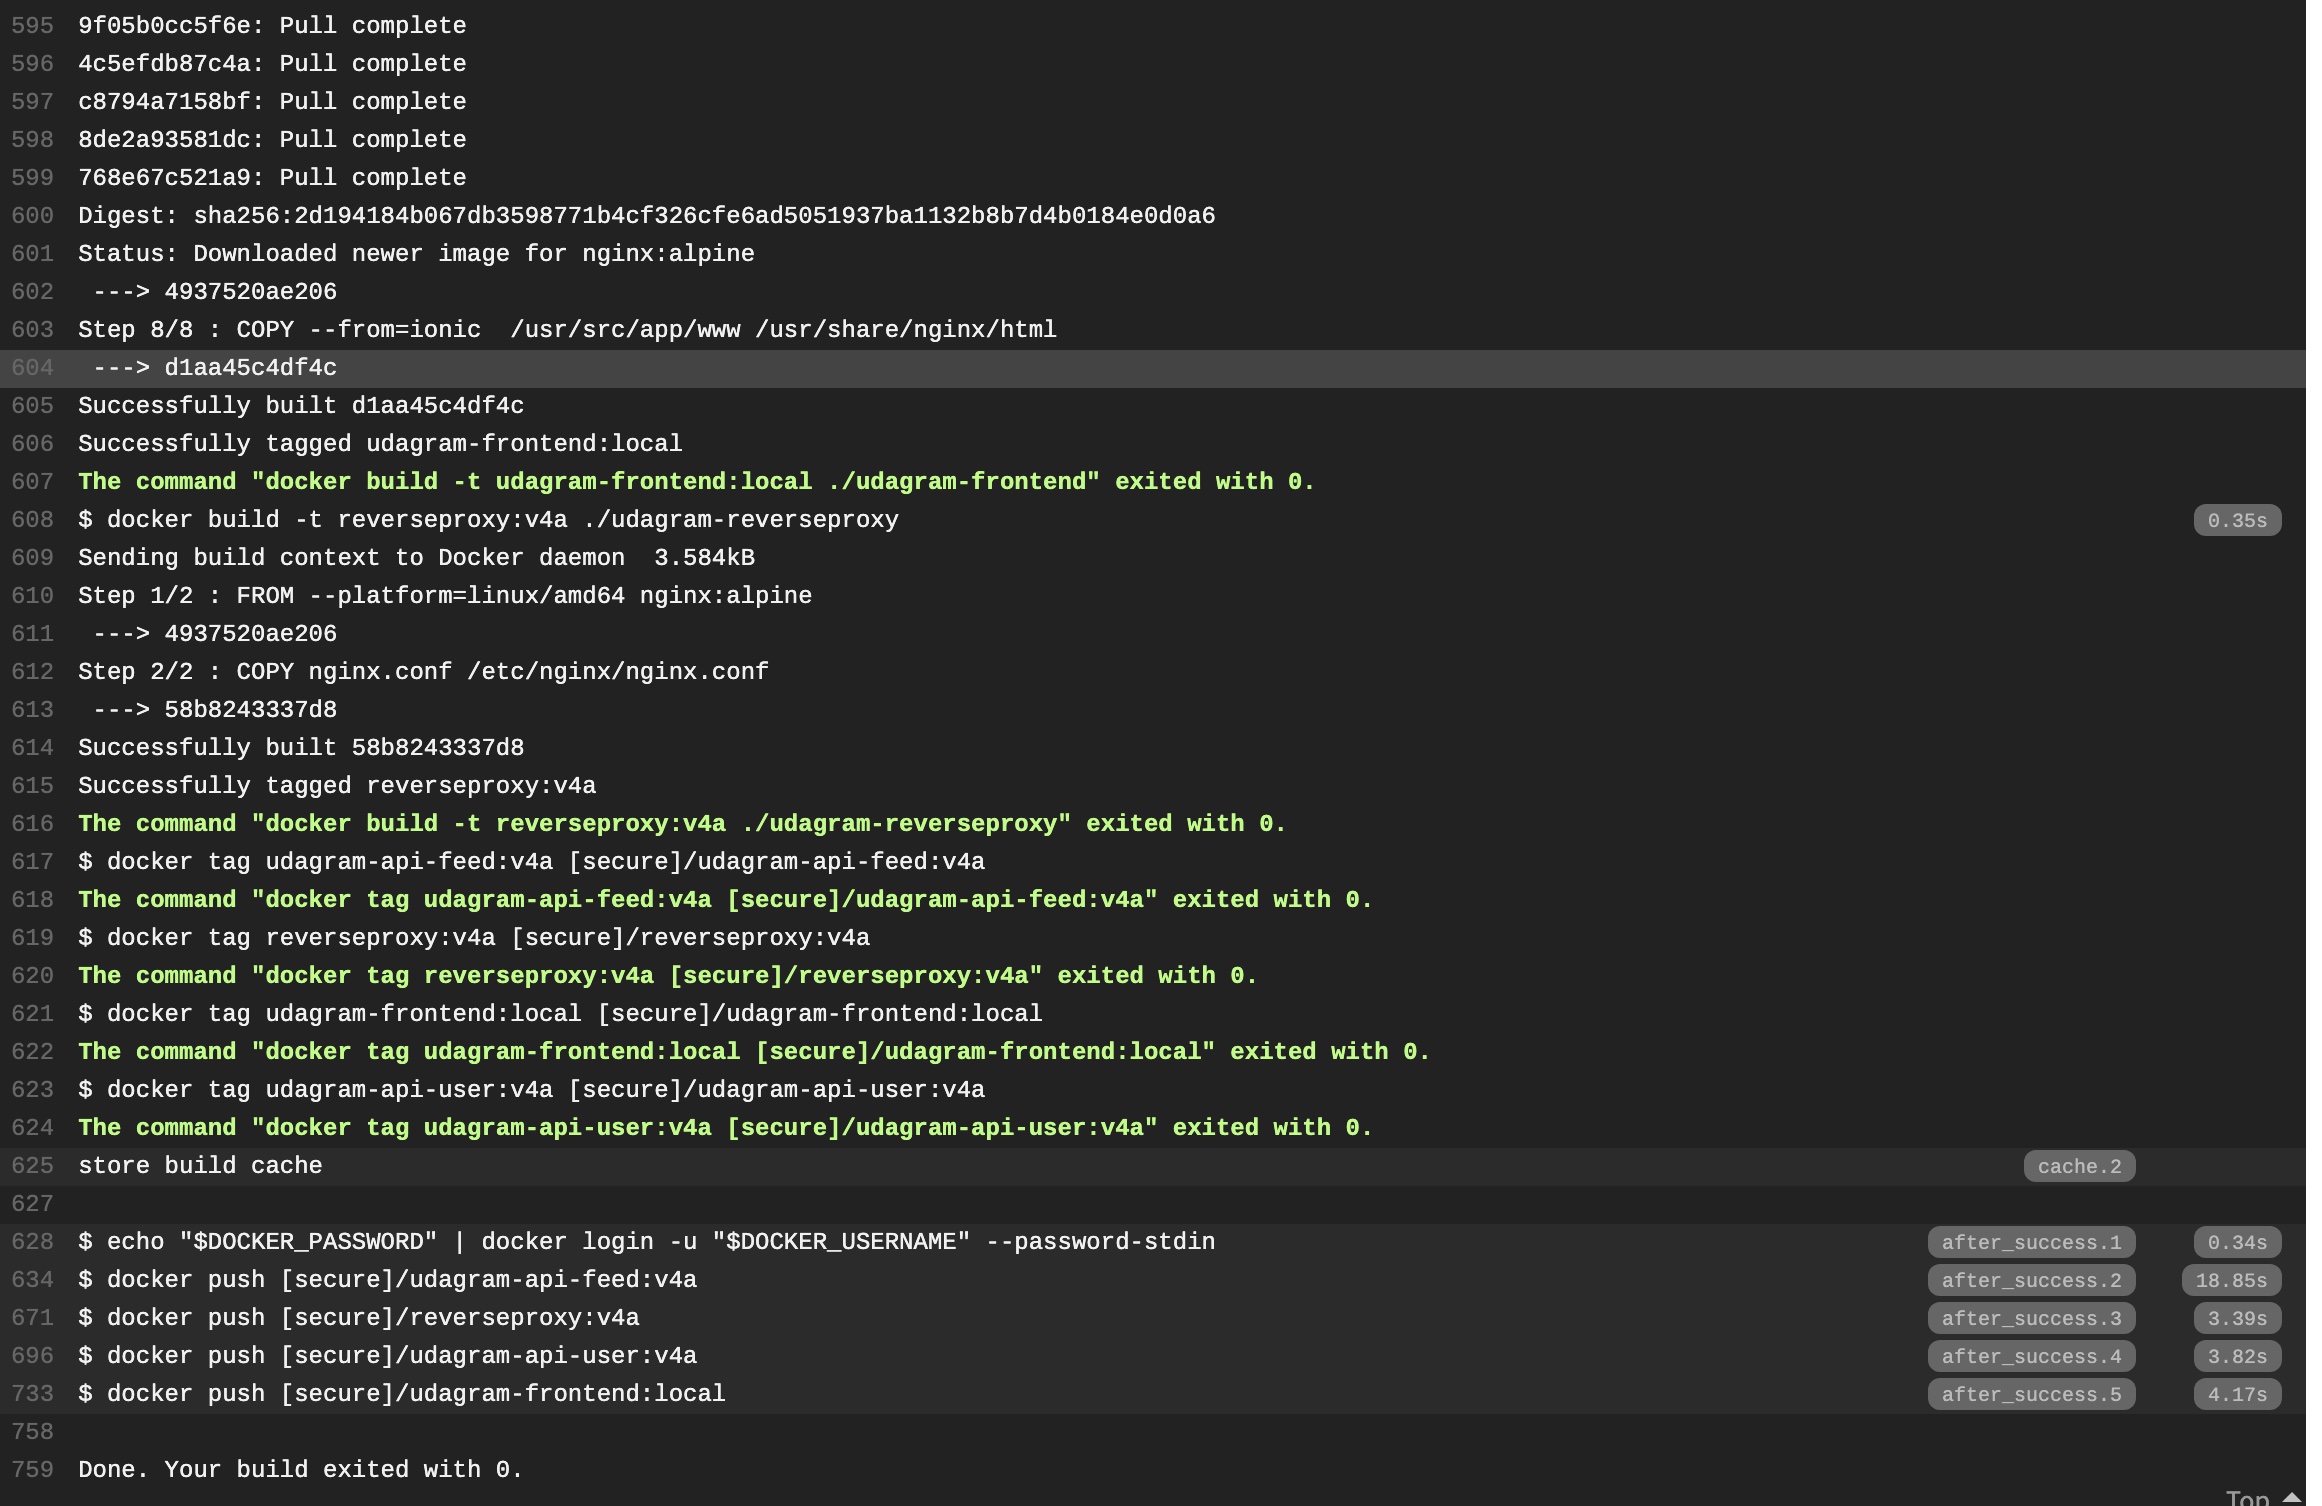 595 9f05b0cc5f6e: Pull complete
596 4c5efdb87c4a: Pull complete
597 c8794a7158bf: Pull complete
598 8de2a93581dc: Pull complete
599 768e67c521a9: Pull complete
600 Digest: sha256:2d194184b067db3598771b4cf326cfe6ad5051937ba1132b8b7d4b0184e0d0a6
601 Status: Downloaded newer image for nginx:alpine
602  ---> 4937520ae206
603 Step 8/8 : COPY --from=ionic  /usr/src/app/www /usr/share/nginx/html
604  ---> d1aa45c4df4c
605 Successfully built d1aa45c4df4c
606 Successfully tagged udagram-frontend:local
607 The command "docker build -t udagram-frontend:local ./udagram-frontend" exited with 0.
608 $ docker build -t reverseproxy:v4a ./udagram-reverseproxy 0.35s
609 Sending build context to Docker daemon  3.584kB
610 Step 1/2 : FROM --platform=linux/amd64 nginx:alpine
611  ---> 4937520ae206
612 Step 2/2 : COPY nginx.conf /etc/nginx/nginx.conf
613  ---> 58b8243337d8
614 Successfully built 58b8243337d8
615 Successfully tagged reverseproxy:v4a
616 The command "docker build -t reverseproxy:v4a ./udagram-reverseproxy" exited with 0.
617 $ docker tag udagram-api-feed:v4a [secure]/udagram-api-feed:v4a
618 The command "docker tag udagram-api-feed:v4a [secure]/udagram-api-feed:v4a" exited with 0.
619 $ docker tag reverseproxy:v4a [secure]/reverseproxy:v4a
620 The command "docker tag reverseproxy:v4a [secure]/reverseproxy:v4a" exited with 0.
621 $ docker tag udagram-frontend:local [secure]/udagram-frontend:local
622 The command "docker tag udagram-frontend:local [secure]/udagram-frontend:local" exited with 0.
623 $ docker tag udagram-api-user:v4a [secure]/udagram-api-user:v4a
624 The command "docker tag udagram-api-user:v4a [secure]/udagram-api-user:v4a" exited with 0.
625 store build cache cache.2
627
628 $ echo "$DOCKER_PASSWORD" | docker login -u "$DOCKER_USERNAME" --password-stdin after_success.1 0.34s
634 $ docker push [secure]/udagram-api-feed:v4a after_success.2 18.85s
671 $ docker push [secure]/reverseproxy:v4a after_success.3 3.39s
696 $ docker push [secure]/udagram-api-user:v4a after_success.4 3.82s
733 $ docker push [secure]/udagram-frontend:local after_success.5 4.17s
758
759 Done. Your build exited with 0.
Top